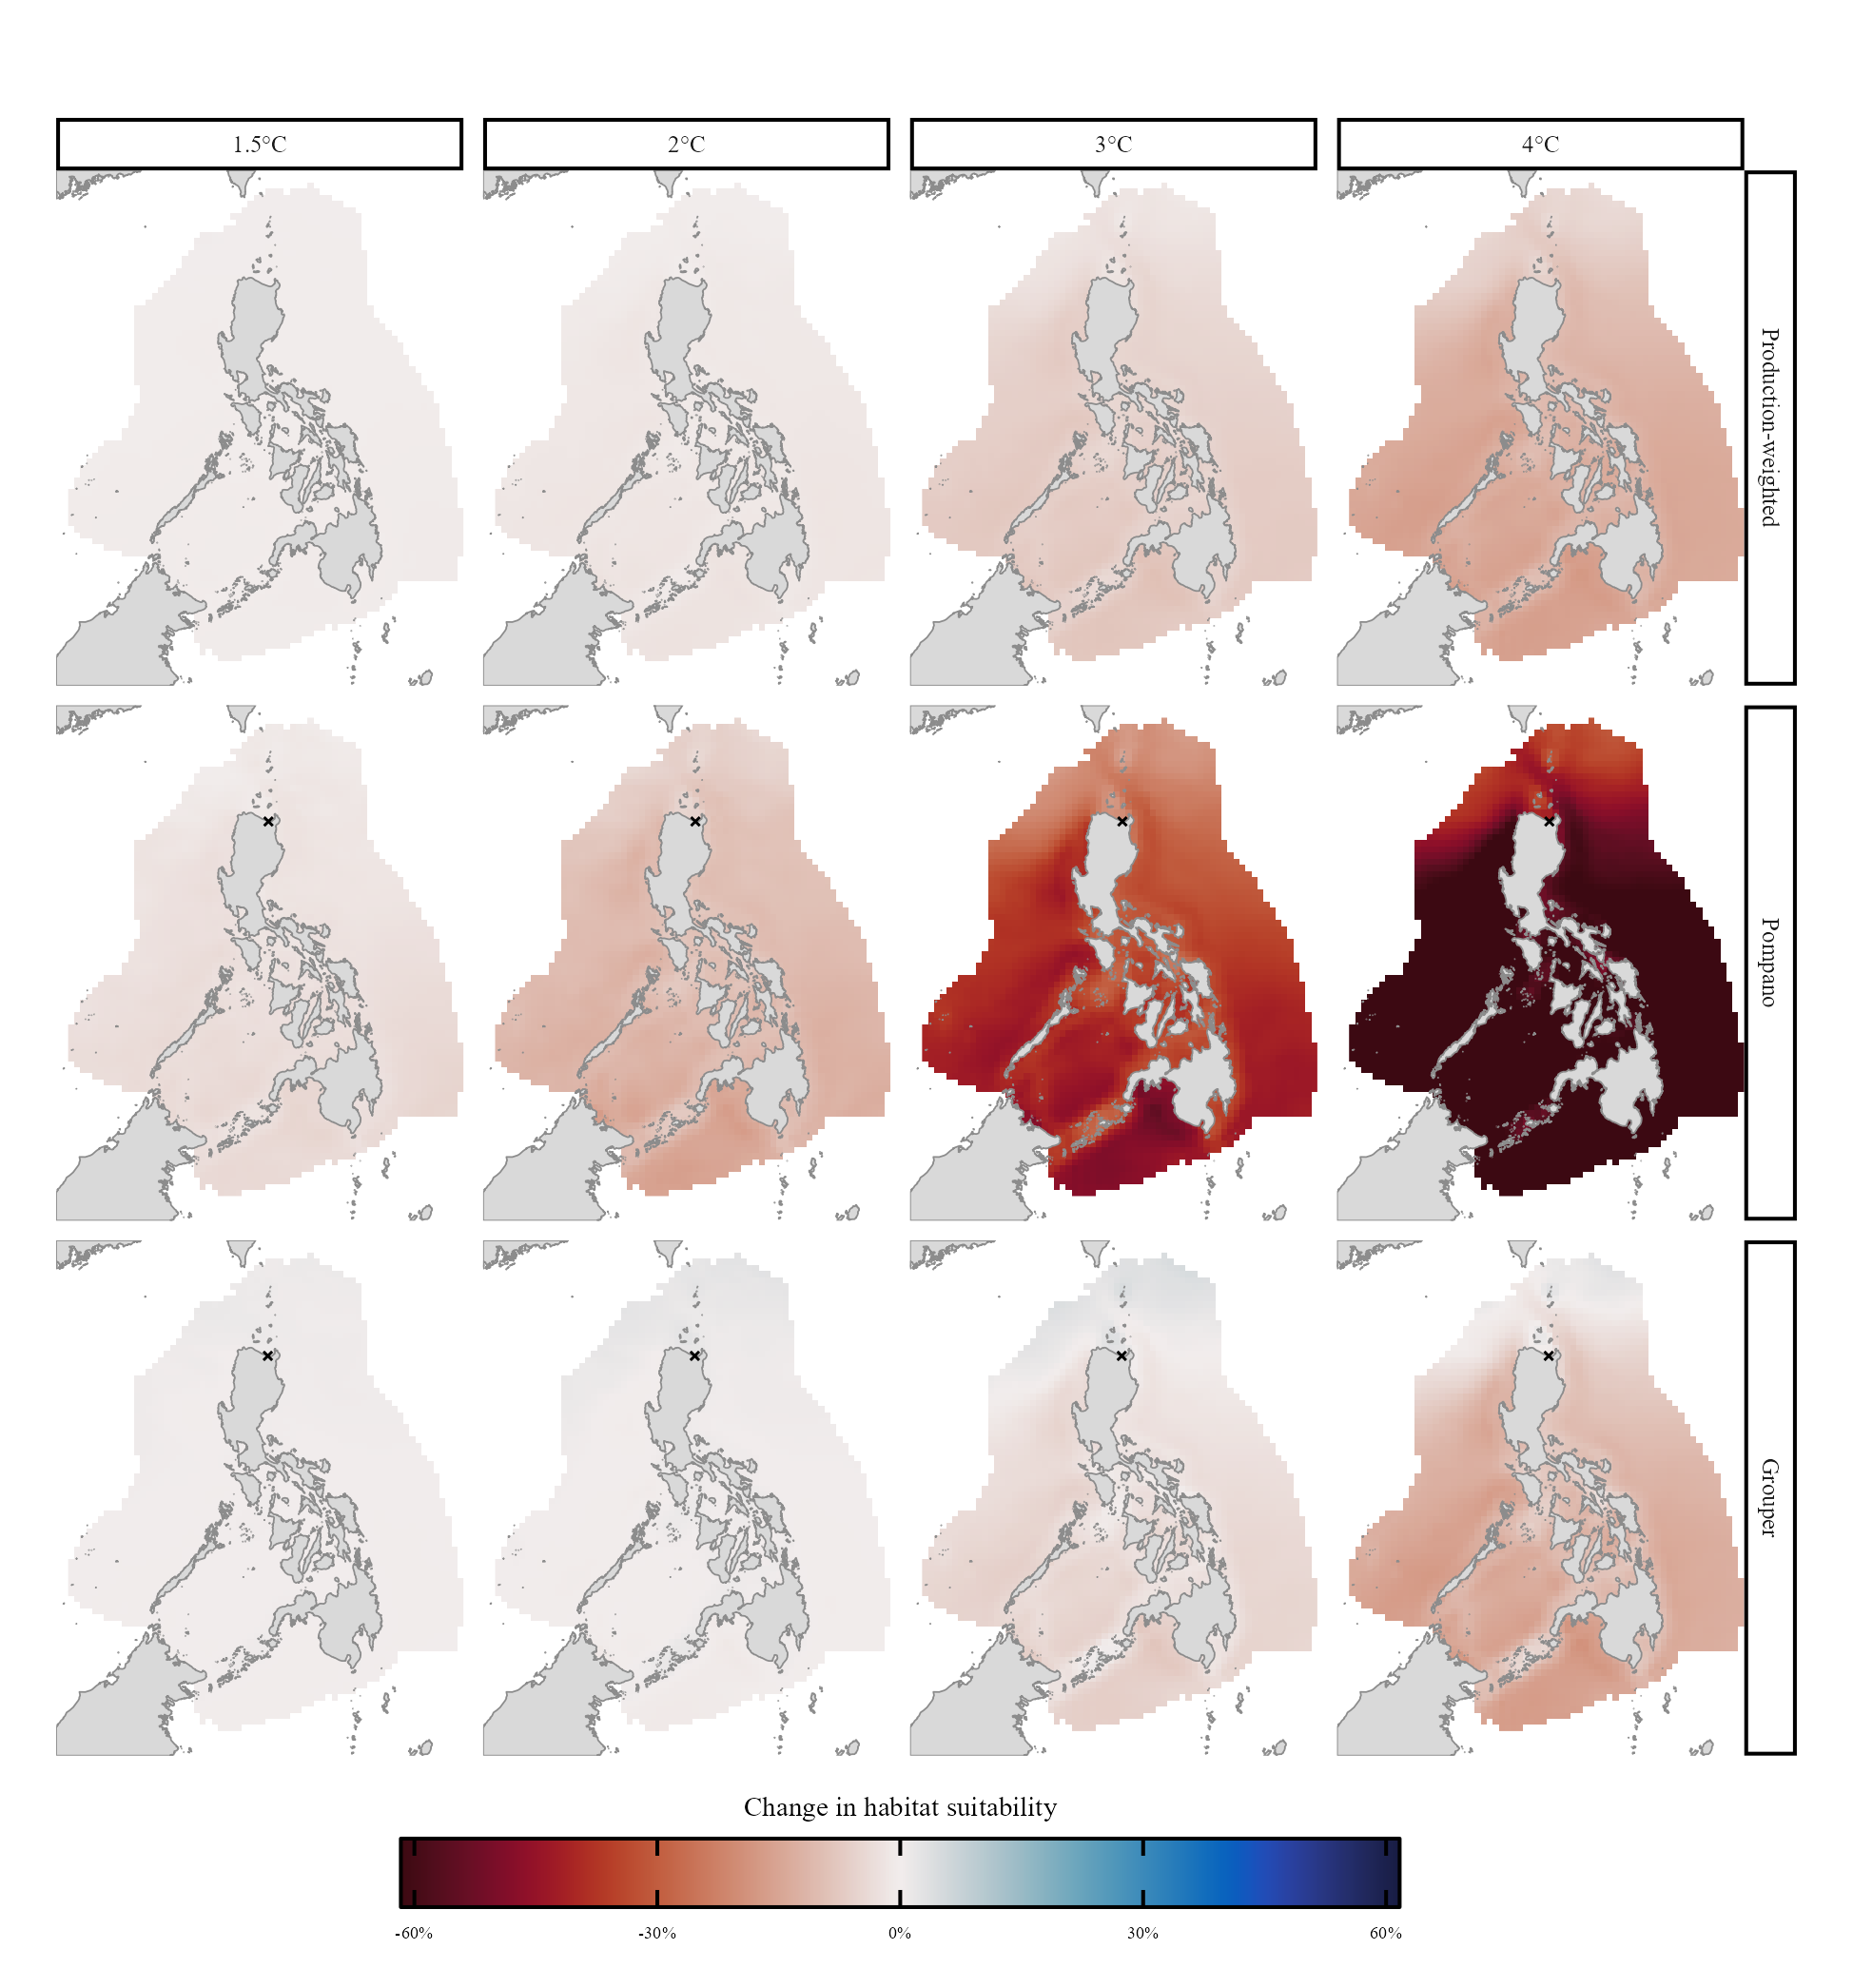 1.5°C
2°C
3°C
4°C
Production-weighted
Pompano
Grouper
Change in habitat suitability
-60%
-30%
0%
30%
60%